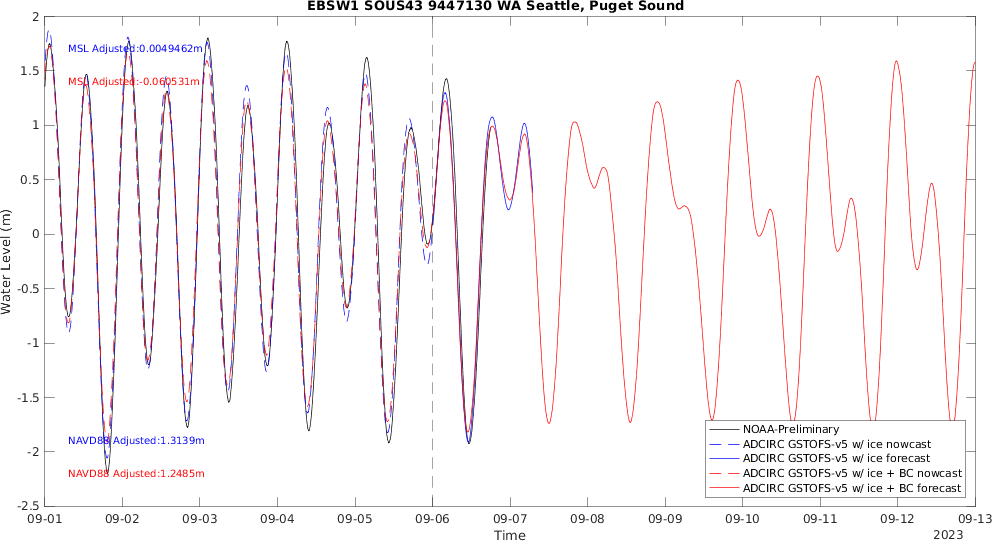 EBSW1 SOUS43 9447130 WA Seattle, Puget Sound
Water Level (m)
2
1.5
1
0.5
0
-0.5
-1
-1.5
-2
-2.5
MSL Adjusted:0.0049462m
MSL Adjusted:-0.060531m
NAVD88 Adjusted:1.3139m
NAVD88 Adjusted:1.2485m
NOAA-Preliminary
ADCIRC GSTOFS-v5 w/ ice nowcast
ADCIRC GSTOFS-v5 w/ ice forecast
ADCIRC GSTOFS-v5 w/ ice + BC nowcast
ADCIRC GSTOFS-v5 w/ ice + BC forecast
09-01 09-02 09-03 09-04 09-05 09-06 09-07 09-08 09-09 09-10 09-11 09-12 09-13
Time
2023